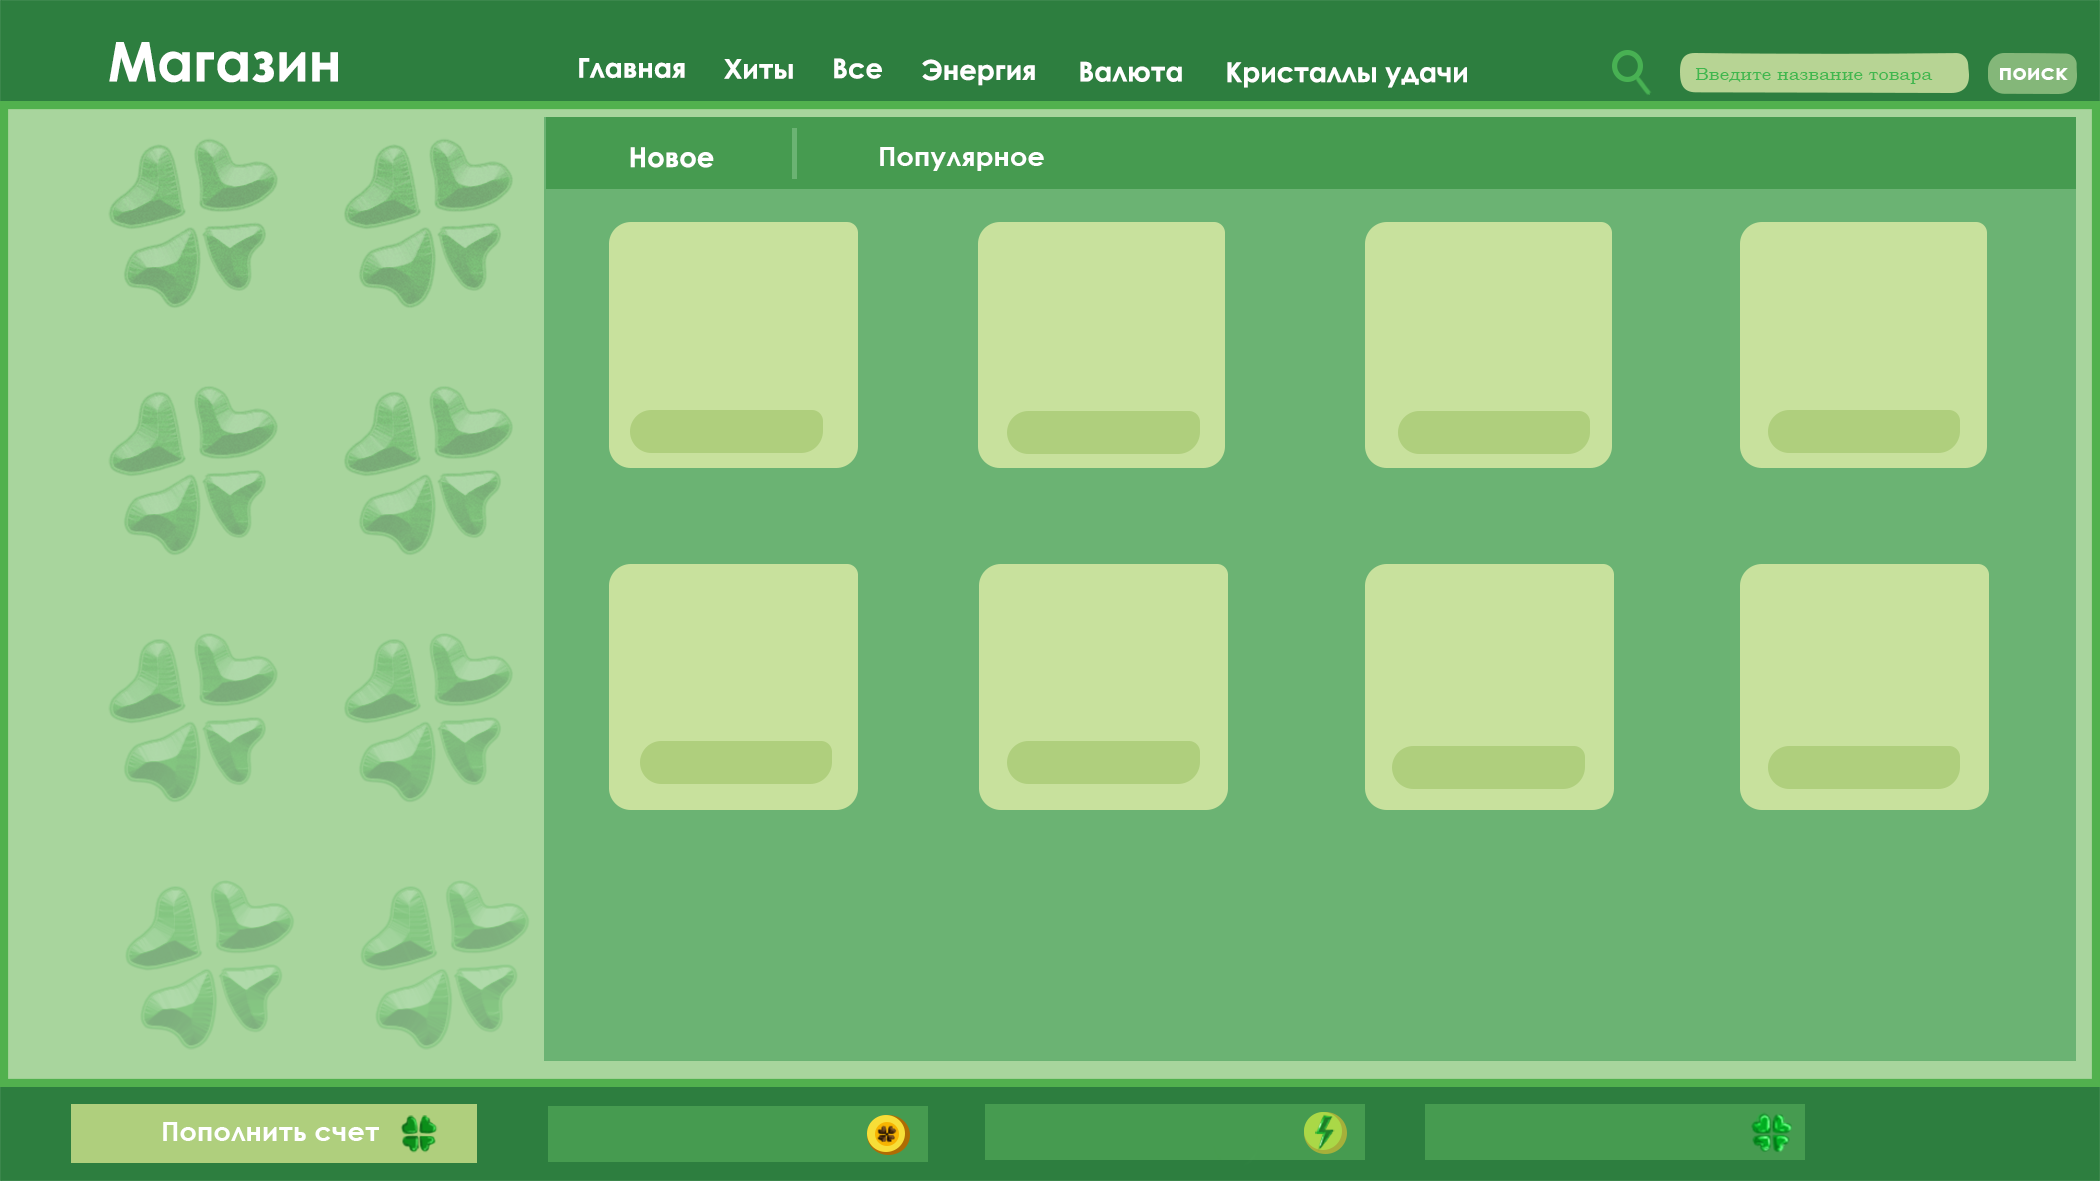 Магазин
Главная
Хиты
Все
Энергия
Валюта
Кристаллы удачи
Введите название товара
поиск
Новое
Популярное
Пополнить счет